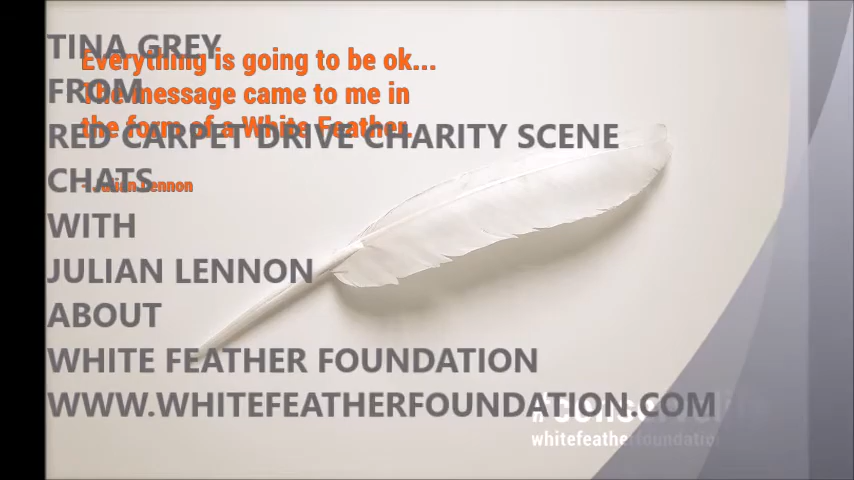 TINA GREY
FROM
RED CARPET DRIVE CHARITY SCENE
CHATS
WITH
JULIAN LENNON
ABOUT
WHITE FEATHER FOUNDATION
WWW.WHITEFEATHERFOUNDATION.COM
Everything is going to be ok...
The message came to me in
the form of a White Feather.
- Julian Lennon
whitefeatherfoundation